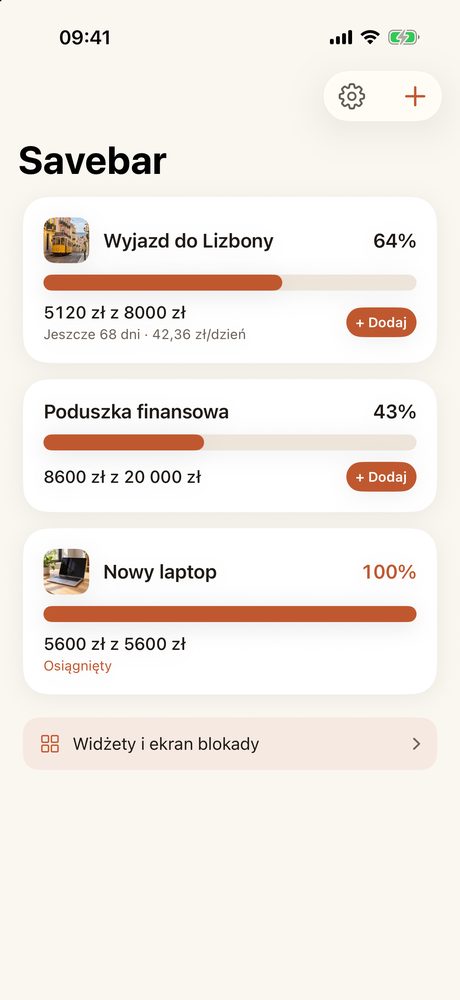 09:41
Savebar
Wyjazd do Lizbony 64%
5120 zł z 8000 zł
Jeszcze 68 dni · 42,36 zł/dzień
+ Dodaj
Poduszka finansowa 43%
8600 zł z 20 000 zł
+ Dodaj
Nowy laptop 100%
5600 zł z 5600 zł
Osiągnięty
Widżety i ekran blokady